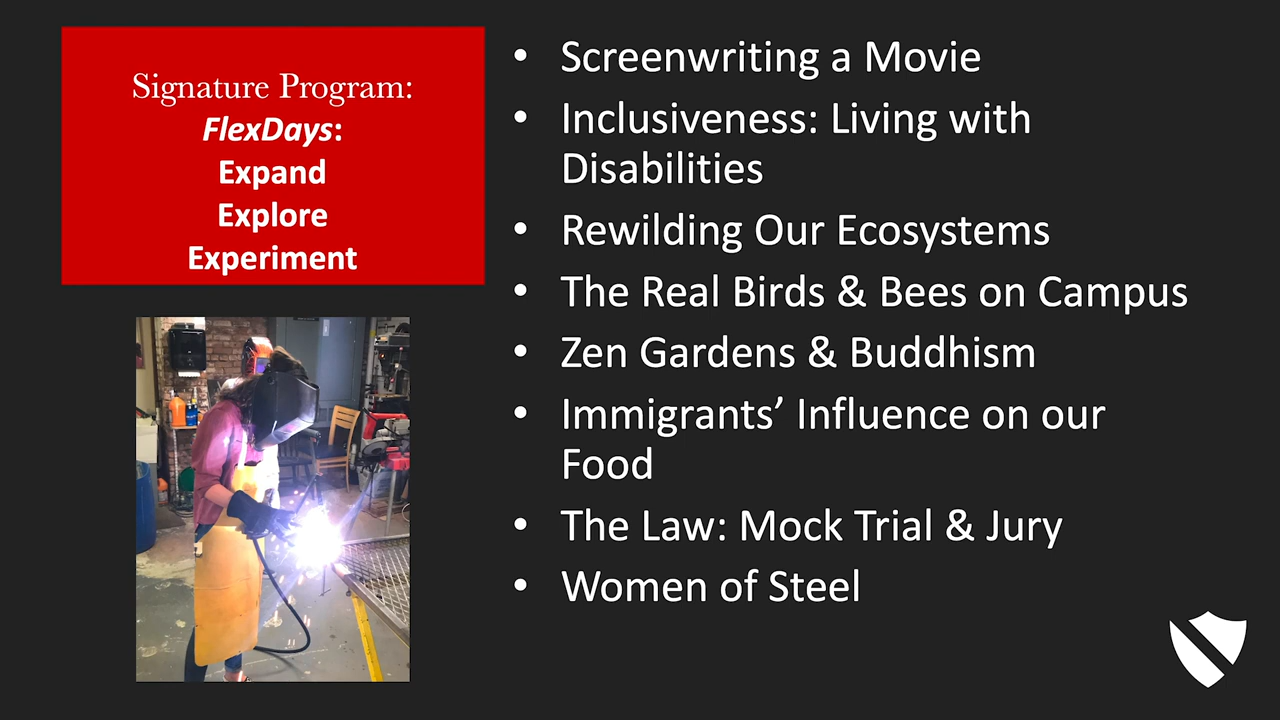 Signature Program:
FlexDays:
Expand
Explore
Experiment
• Screenwriting a Movie
• Inclusiveness: Living with
Disabilities
• Rewilding Our Ecosystems
• The Real Birds & Bees on Campus
• Zen Gardens & Buddhism
• Immigrants’ Influence on our
Food
• The Law: Mock Trial & Jury
• Women of Steel